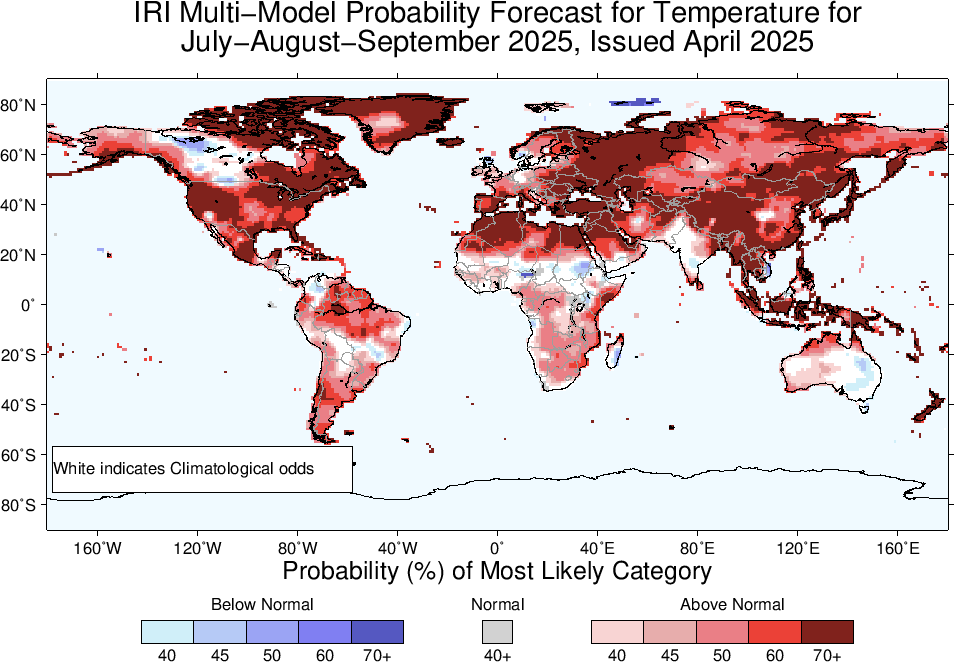 IRI Multi−Model Probability Forecast for Temperature for
July−August−September 2025, Issued April 2025
80˚N
60˚N
40˚N
20˚N
0˚
20˚S
40˚S
60˚S
80˚S
White indicates Climatological odds
160˚W 120˚W 80˚W 40˚W 0˚ 40˚E 80˚E 120˚E 160˚E
Probability (%) of Most Likely Category
Below Normal Normal Above Normal
40 45 50 60 70+ 40+ 40 45 50 60 70+